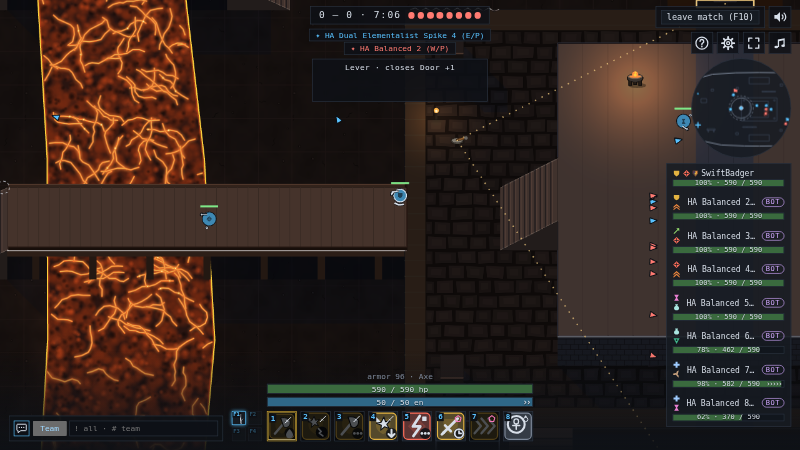 0 — 0 · 7:06
leave match (F10)
✦ HA Dual Elementalist Spike 4 (E/P)
✦ HA Balanced 2 (W/P)
Lever · closes Door +1
SwiftBadger
100% · 590 / 590
HA Balanced 2… BOT
100% · 590 / 590
HA Balanced 3… BOT
100% · 590 / 590
HA Balanced 4… BOT
100% · 590 / 590
HA Balanced 5… BOT
100% · 590 / 590
HA Balanced 6… BOT
78% · 462 / 590
HA Balanced 7… BOT
98% · 582 / 590 ›››››
HA Balanced 8… BOT
62% · 370 / 590
armor 96 · Axe
590 / 590 hp
50 / 50 en ››
Team ! all · # team
F1 F2
F3 F4
1 2 3 4 5 6 7 8